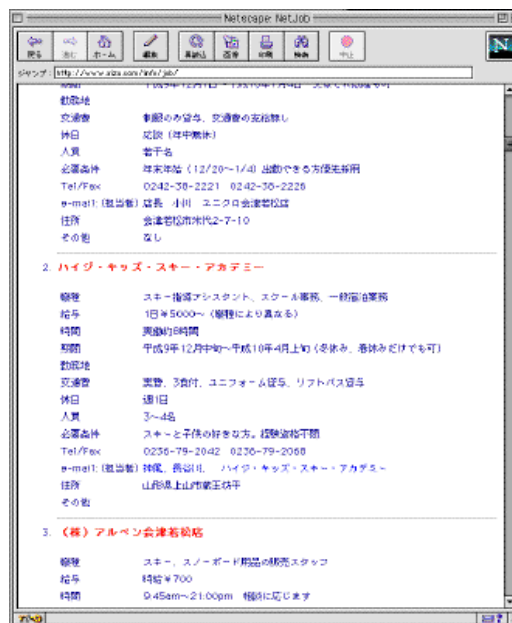 Netscape: NetJob
戻る 進む ホーム 編集 再読込 画像 印刷 検索 中止
ジャンプ: http://www.aizu.com/info/job/
期間
勤務地
交通費 制服のみ貸与、交通費の支給無し
休日 応談 (年中無休)
人員 若干名
必要条件 年末年始 (12/20〜1/4) 出勤できる方優先採用
Tel/Fax 0242-38-2221 0242-38-2226
e-mail: (担当者) 店長 小川 ユニクロ会津若松店
住所 会津若松市米代2-7-10
その他 なし
2. ハイジ・キッズ・スキー・アカデミー
職種 スキー指導アシスタント、スクール事務、一般宿泊業務
給与 1日¥5000〜 (職種により異なる)
時間 実働約8時間
期間 平成9年12月中旬〜平成10年4月上旬 (冬休み、春休みだけでも可)
勤務地
交通費 実費、3食付、ユニフォーム貸与、リフトパス貸与
休日 週1日
人員 3〜4名
必要条件 スキーと子供の好きな方。経験資格不問
Tel/Fax 0236-79-2042 0236-79-2068
e-mail: (担当者) 神尾、長谷川、 ハイジ・キッズ・スキー・アカデミー
住所 山形県上山市蔵王坊平
その他
3. (株) アルペン会津若松店
職種 スキー、スノーボード用品の販売スタッフ
給与 時給¥700
時間 9:45am〜21:00pm 相談に応じます